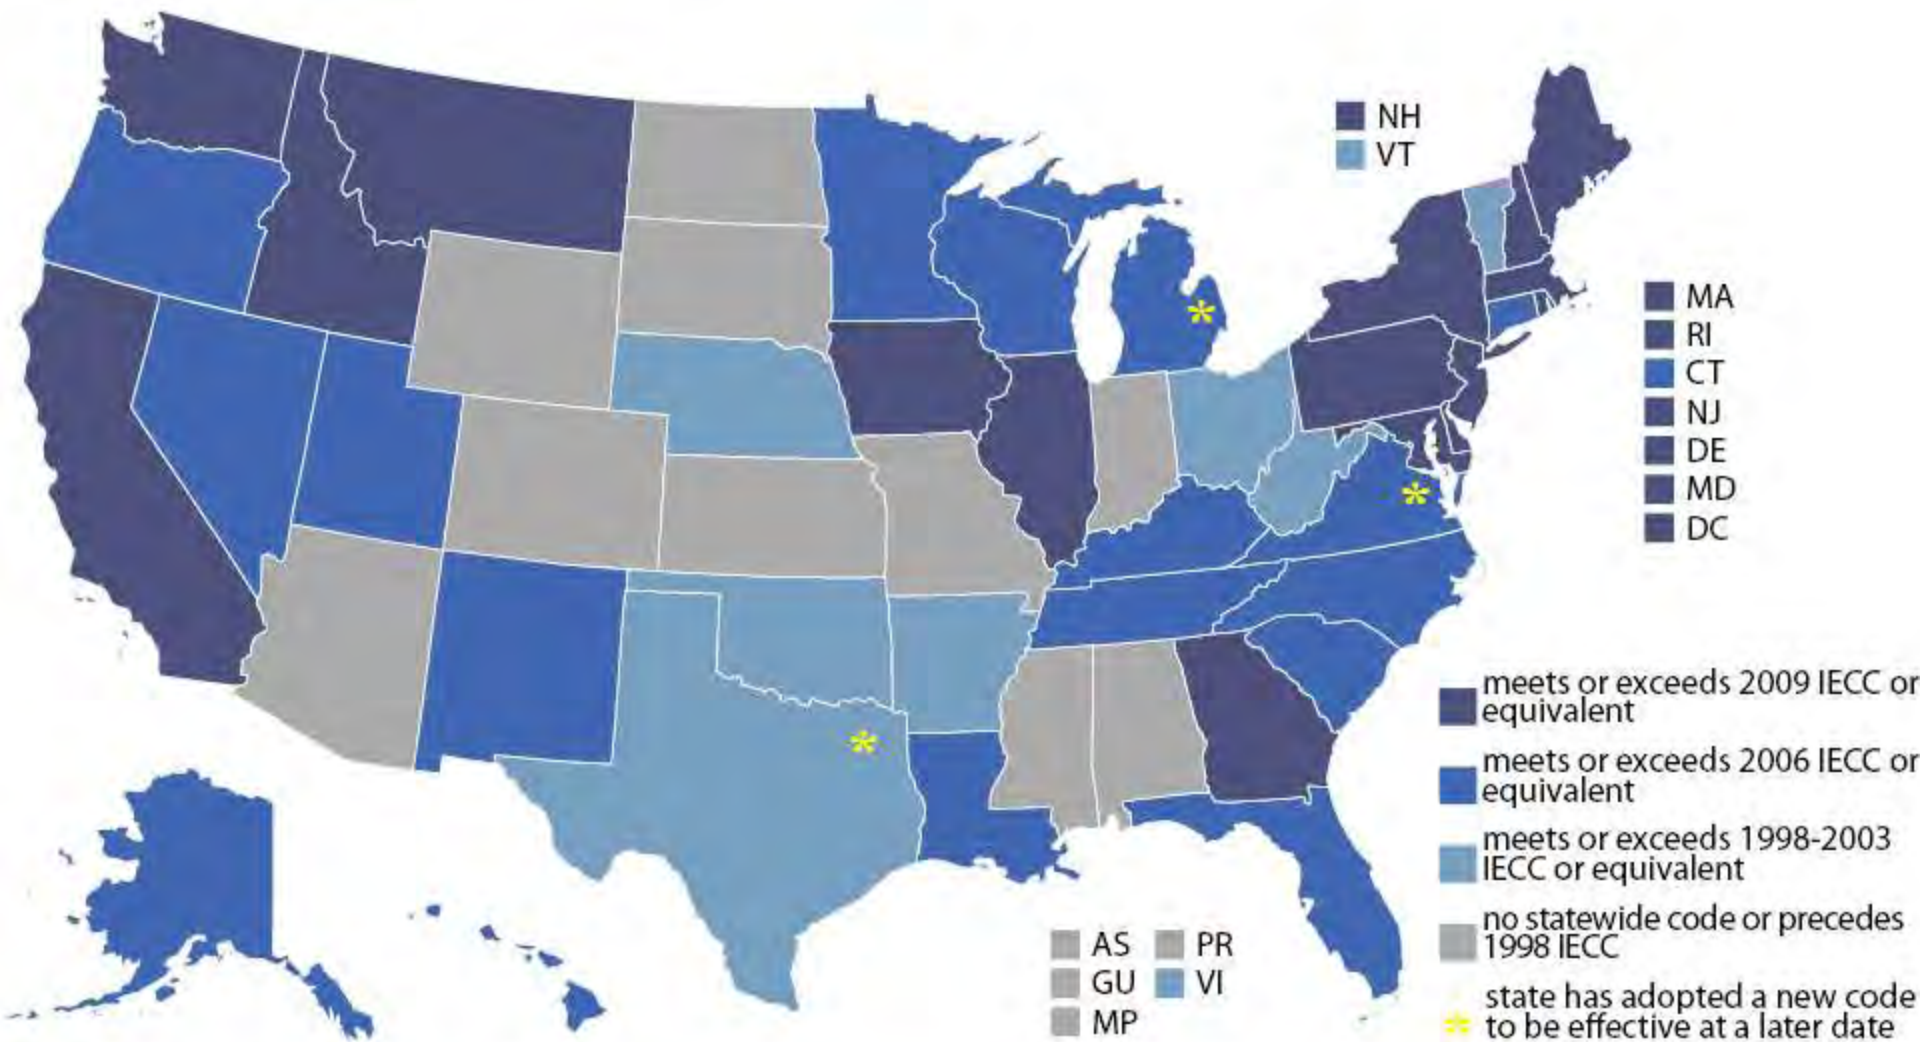 NH
VT
MA
RI
CT
NJ
DE
MD
DC
meets or exceeds 2009 IECC or
equivalent
meets or exceeds 2006 IECC or
equivalent
meets or exceeds 1998-2003
IECC or equivalent
no statewide code or precedes
1998 IECC
* state has adopted a new code
to be effective at a later date
AS PR
GU VI
MP
*
*
*